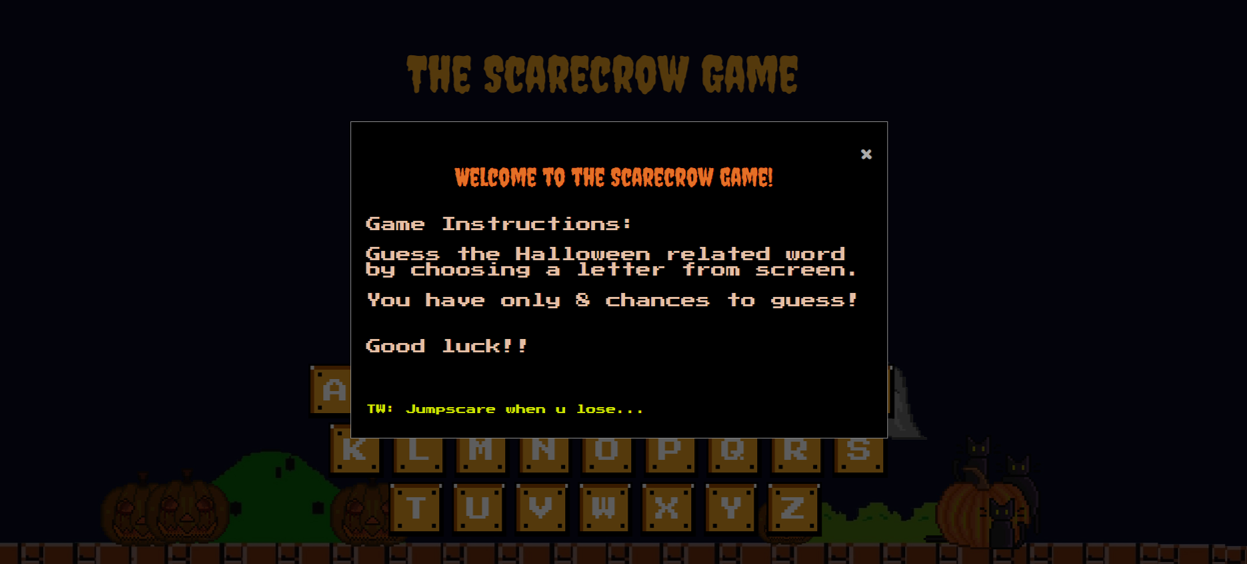 THE SCARECROW GAME
×
WELCOME TO THE SCARECROW GAME!
Game Instructions:
Guess the Halloween related word
by choosing a letter from screen.
You have only 8 chances to guess!
Good luck!!
TW: Jumpscare when u lose...
A
K L M N O P Q R S
T U V W X Y Z